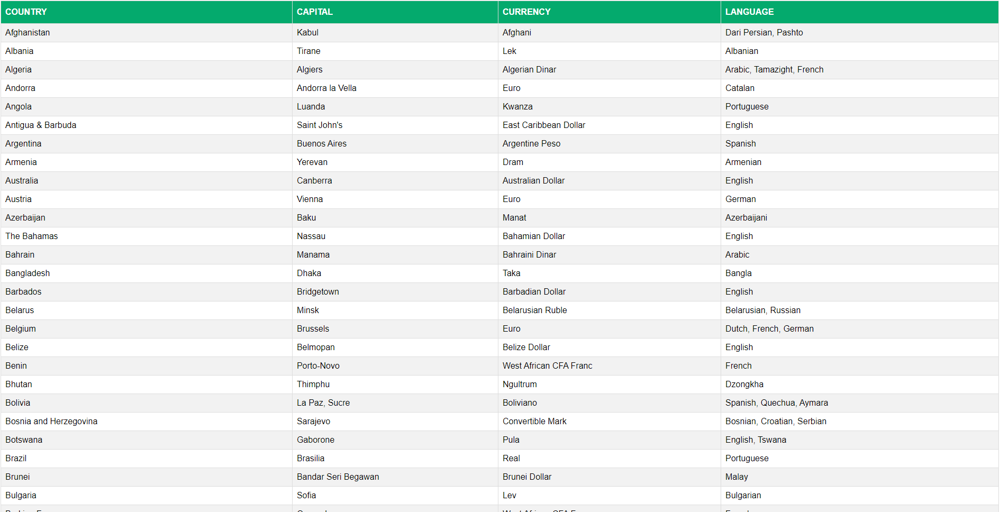 COUNTRY CAPITAL CURRENCY LANGUAGE
Afghanistan Kabul Afghani Dari Persian, Pashto
Albania Tirane Lek Albanian
Algeria Algiers Algerian Dinar Arabic, Tamazight, French
Andorra Andorra la Vella Euro Catalan
Angola Luanda Kwanza Portuguese
Antigua & Barbuda Saint John's East Caribbean Dollar English
Argentina Buenos Aires Argentine Peso Spanish
Armenia Yerevan Dram Armenian
Australia Canberra Australian Dollar English
Austria Vienna Euro German
Azerbaijan Baku Manat Azerbaijani
The Bahamas Nassau Bahamian Dollar English
Bahrain Manama Bahraini Dinar Arabic
Bangladesh Dhaka Taka Bangla
Barbados Bridgetown Barbadian Dollar English
Belarus Minsk Belarusian Ruble Belarusian, Russian
Belgium Brussels Euro Dutch, French, German
Belize Belmopan Belize Dollar English
Benin Porto-Novo West African CFA Franc French
Bhutan Thimphu Ngultrum Dzongkha
Bolivia La Paz, Sucre Boliviano Spanish, Quechua, Aymara
Bosnia and Herzegovina Sarajevo Convertible Mark Bosnian, Croatian, Serbian
Botswana Gaborone Pula English, Tswana
Brazil Brasilia Real Portuguese
Brunei Bandar Seri Begawan Brunei Dollar Malay
Bulgaria Sofia Lev Bulgarian